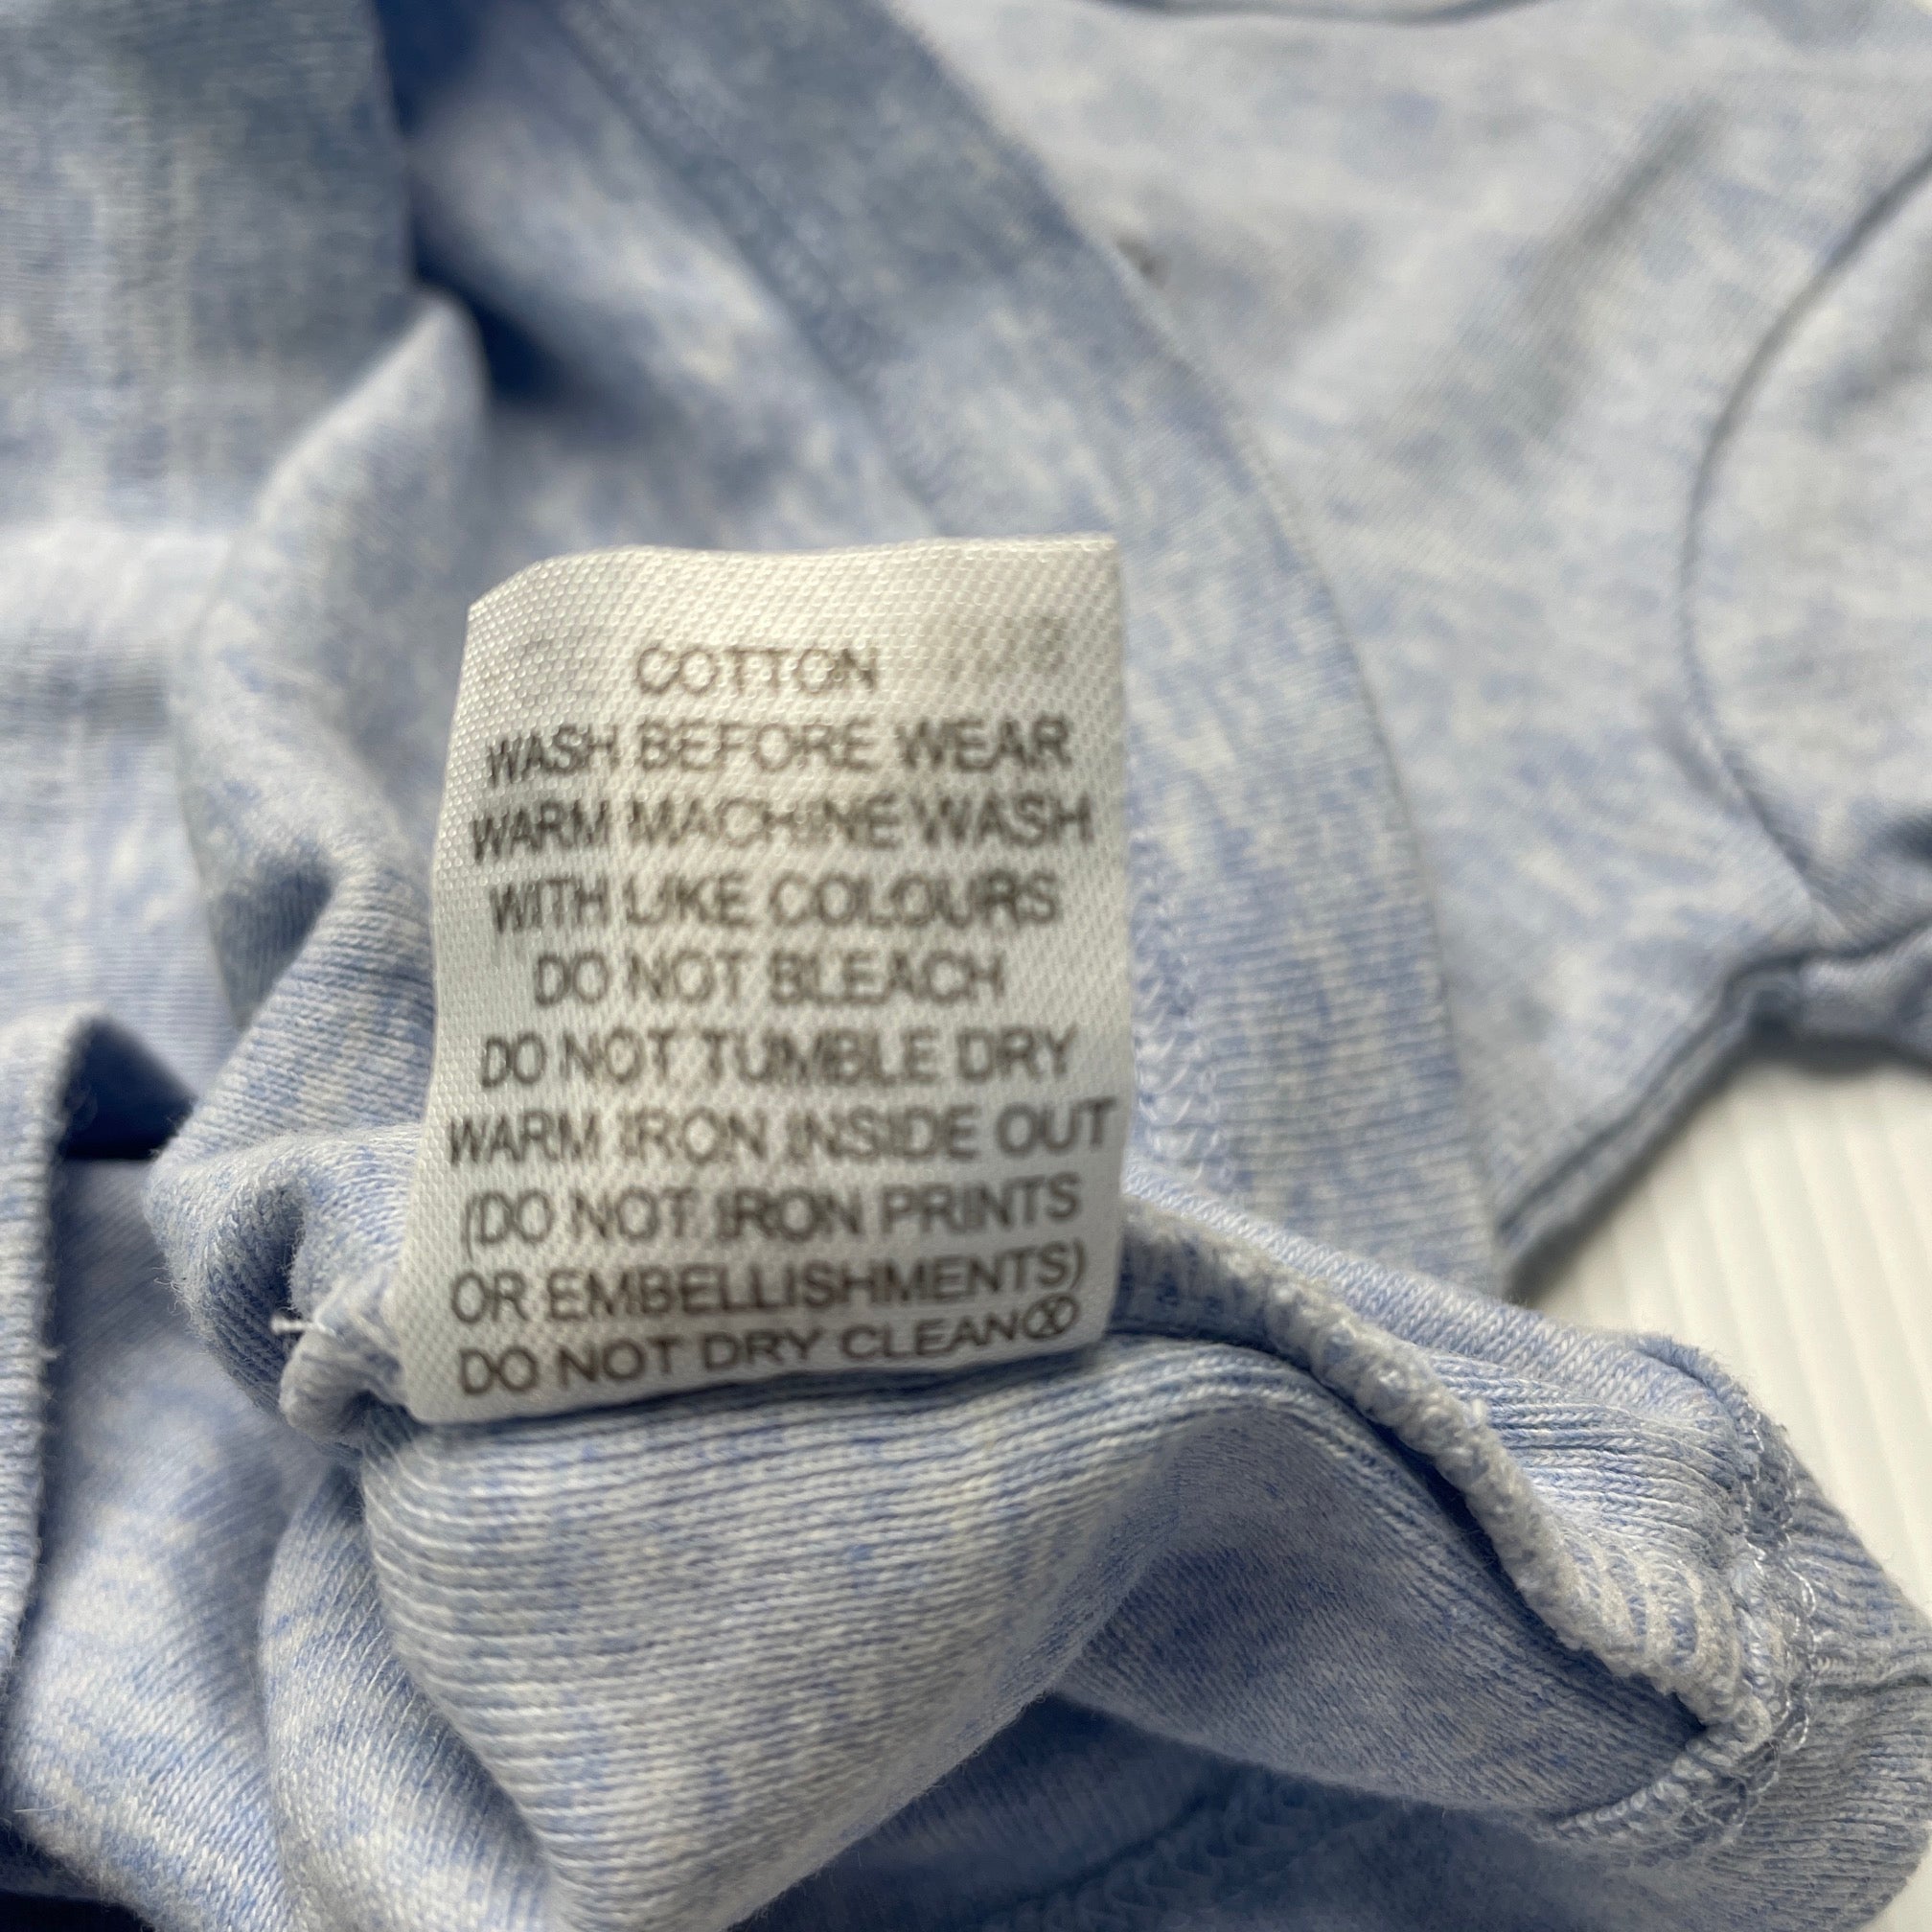 COTTON
WASH BEFORE WEAR
WARM MACHINE WASH
WITH LIKE COLOURS
DO NOT BLEACH
DO NOT TUMBLE DRY
WARM IRON INSIDE OUT
(DO NOT IRON PRINTS
OR EMBELLISHMENTS)
DO NOT DRY CLEAN